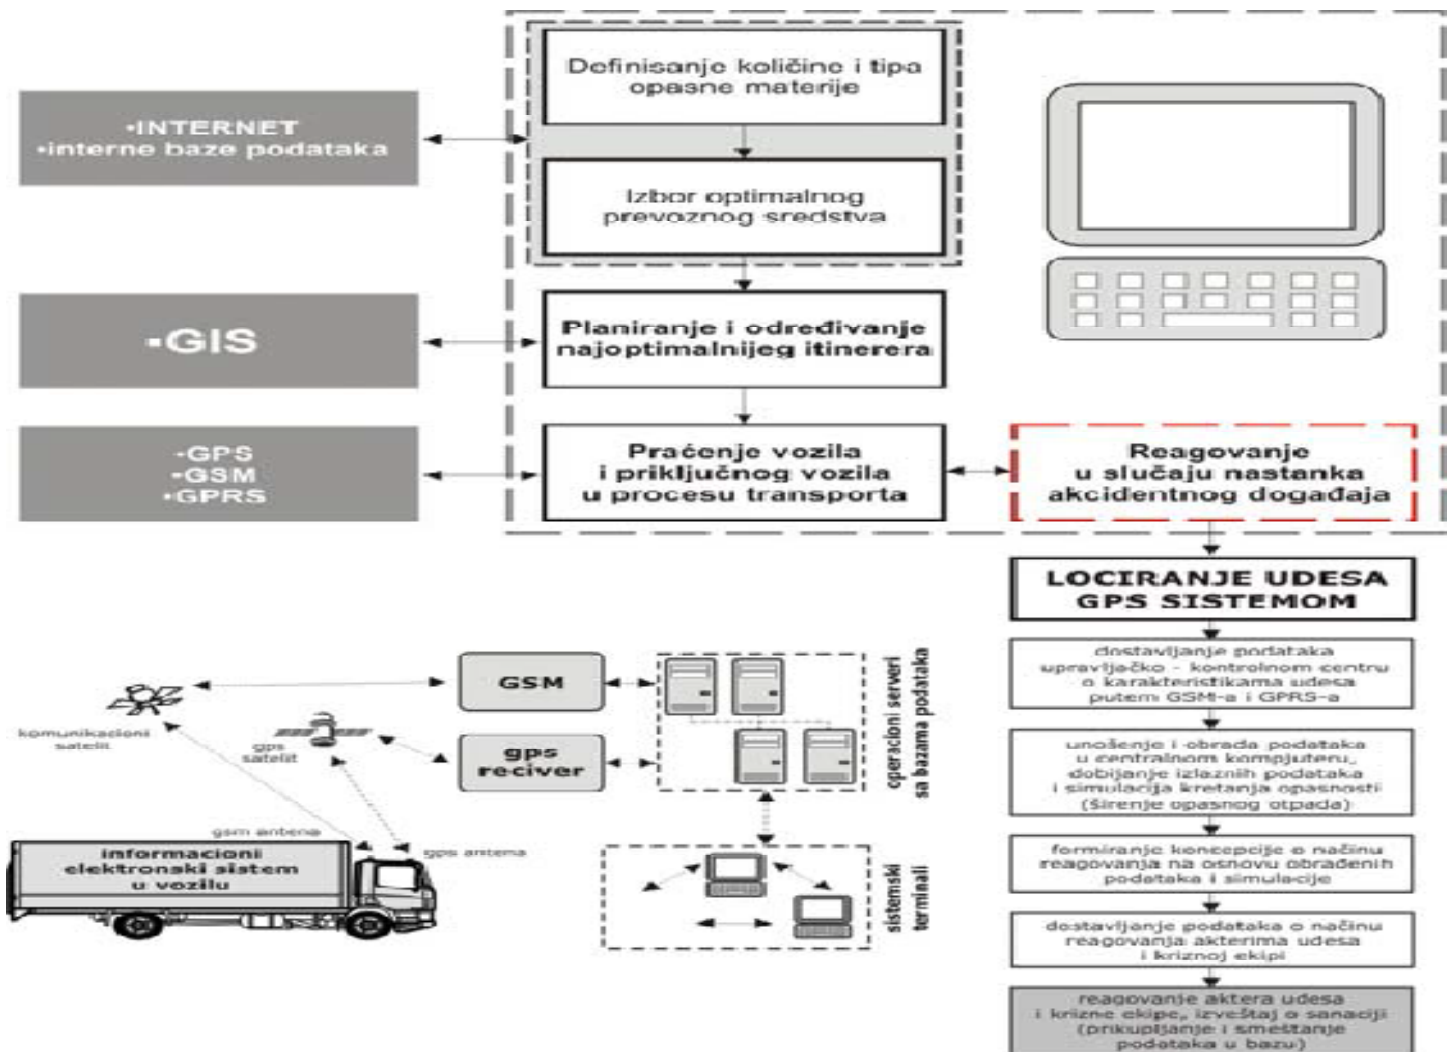 Definisanje količine i tipa
opasne materije
•INTERNET
•interne baze podataka
Izbor optimalnog
prevoznog sredstva
•GIS
Planiranje i određivanje
najoptimalnijeg itinerera
•GPS
•GSM
•GPRS
Praćenje vozila
i priključnog vozila
u procesu transporta
Reagovanje
u slučaju nastanka
akcidentnog događaja
LOCIRANJE UDESA
GPS SISTEMOM
dostavljanje podataka
upravljačko - kontrolnom centru
o karakteristikama udesa
putem GSM-a i GPRS-a
unošenje i obrada podataka
u centralnom kompjuteru,
dobijanje izlaznih podataka
i simulacija kretanja opasnosti
(širenje opasnog otpada)
formiranje koncepcije o načinu
reagovanja na osnovu obrađenih
podataka i simulacije
dostavljanje podataka o načinu
reagovanja akterima udesa
i kriznoj ekipi
reagovanje aktera udesa
i krizne ekipe, izveštaj o sanaciji
(prikupljanje i smeštanje
podataka u bazu)
komunikacioni
satelit
gps
satelit
GSM
gps
reciver
operacioni serveri
sa bazama podataka
gsm antena
gps antena
informacioni
elektronski sistem
u vozilu
sistemski
terminali